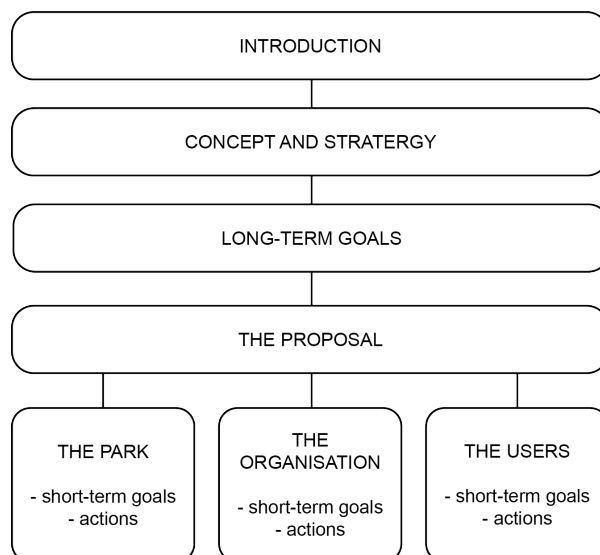 INTRODUCTION
CONCEPT AND STRATERGY
LONG-TERM GOALS
THE PROPOSAL
THE PARK
- short-term goals
- actions
THE
ORGANISATION
- short-term goals
- actions
THE USERS
- short-term goals
- actions